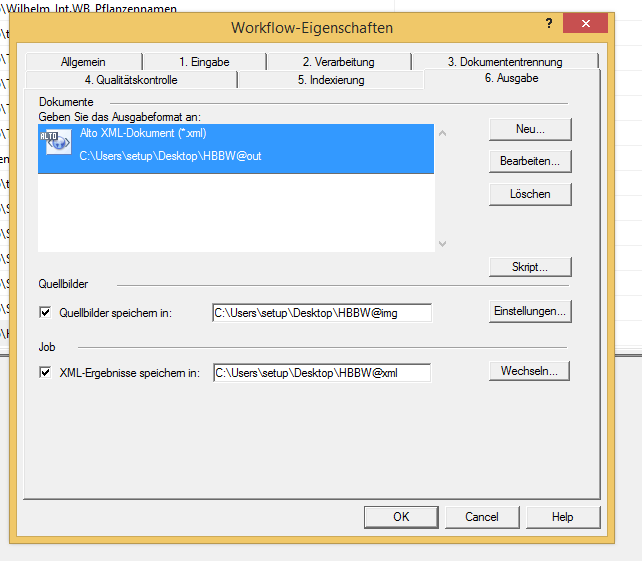 \Wilhelm_Int.WB_Pflanzennamen
Workflow-Eigenschaften
?
Allgemein
1. Eingabe
2. Verarbeitung
3. Dokumententrennung
4. Qualitätskontrolle
5. Indexierung
6. Ausgabe
Dokumente
Geben Sie das Ausgabeformat an:
ALTO
Alto XML-Dokument (*.xml)
C:\Users\setup\Desktop\HBBW@out
Neu...
Bearbeiten...
Löschen
Skript...
Quellbilder
Quellbilder speichern in:
C:\Users\setup\Desktop\HBBW@img
Einstellungen...
Job
XML-Ergebnisse speichern in:
C:\Users\setup\Desktop\HBBW@xml
Wechseln...
OK
Cancel
Help